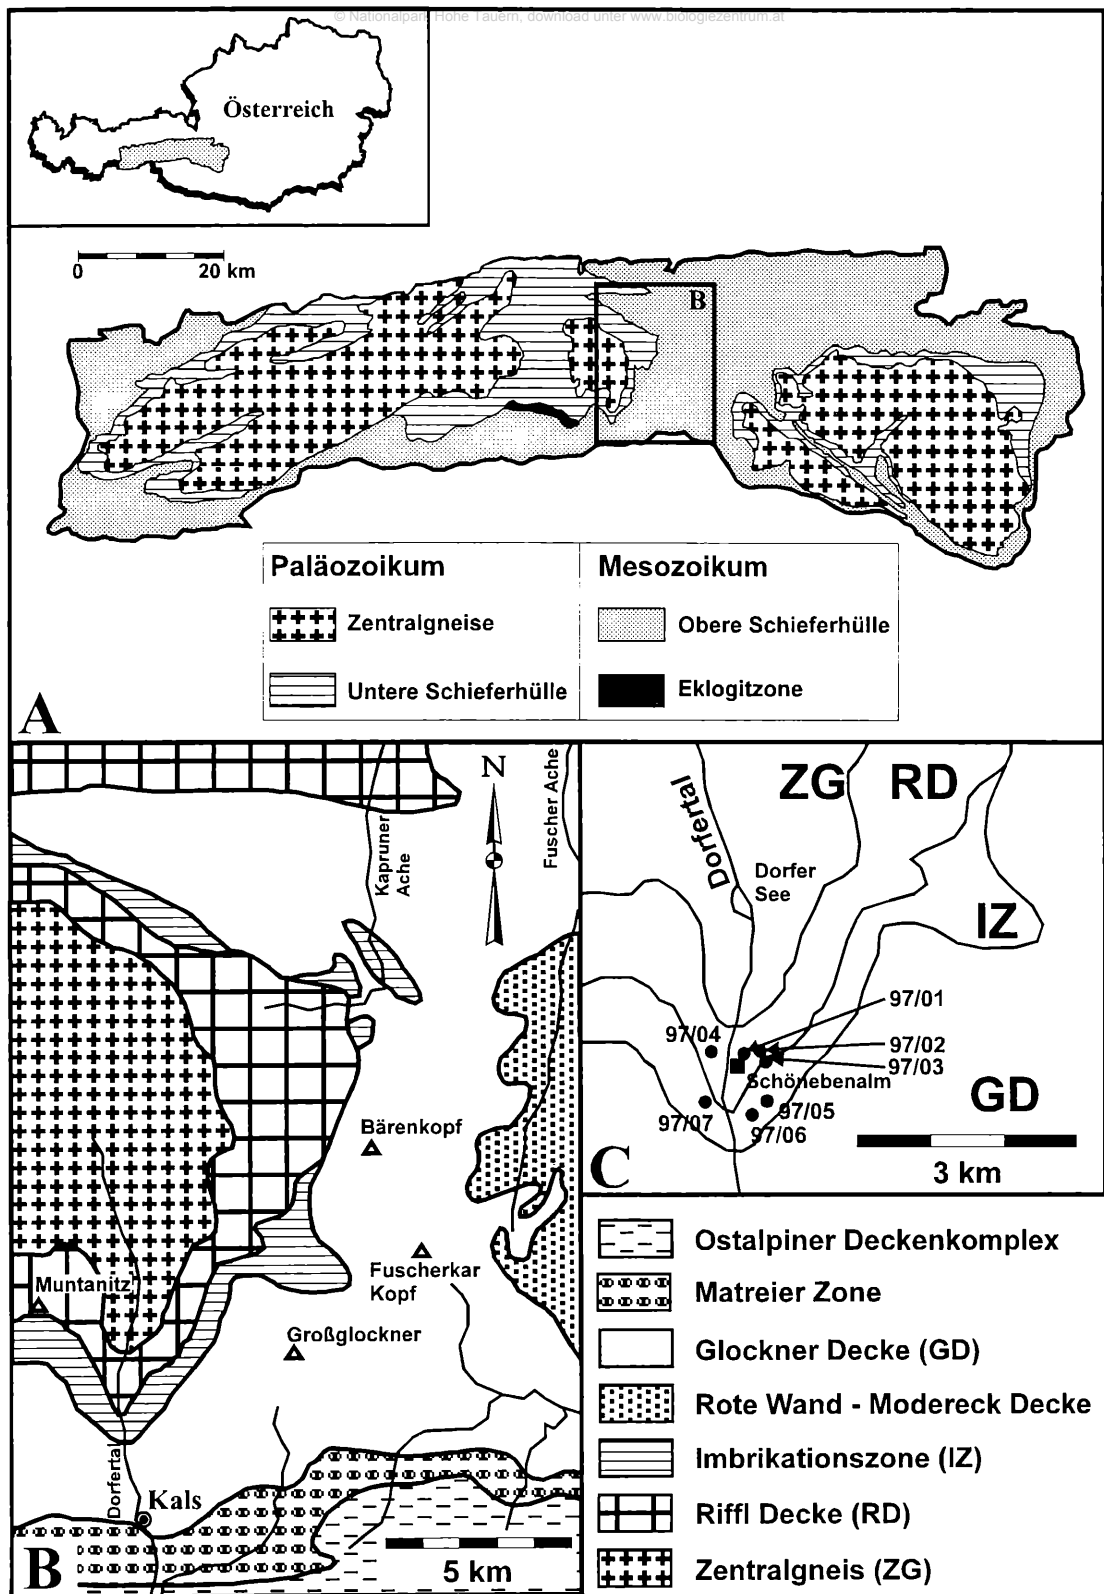 © Nationalpark Hohe Tauern, download unter www.biologiezentrum.at
Österreich
0 20 km
B
Paläozoikum
Mesozoikum
Zentralgneise
Obere Schieferhülle
Untere Schieferhülle
Eklogitzone
A
N
Kapruner
Ache
Fuscher Ache
Bärenkopf
Muntanitz
Fuscherkar
Kopf
Großglockner
Dorfertal
Kals
B
5 km
ZG
RD
Dorfertal
Dorfer
See
IZ
97/01
97/04
97/02
97/03
Schönebenalm
GD
97/05
97/07
97/06
C
3 km
Ostalpiner Deckenkomplex
Matreier Zone
Glockner Decke (GD)
Rote Wand - Modereck Decke
Imbrikationszone (IZ)
Riffl Decke (RD)
Zentralgneis (ZG)